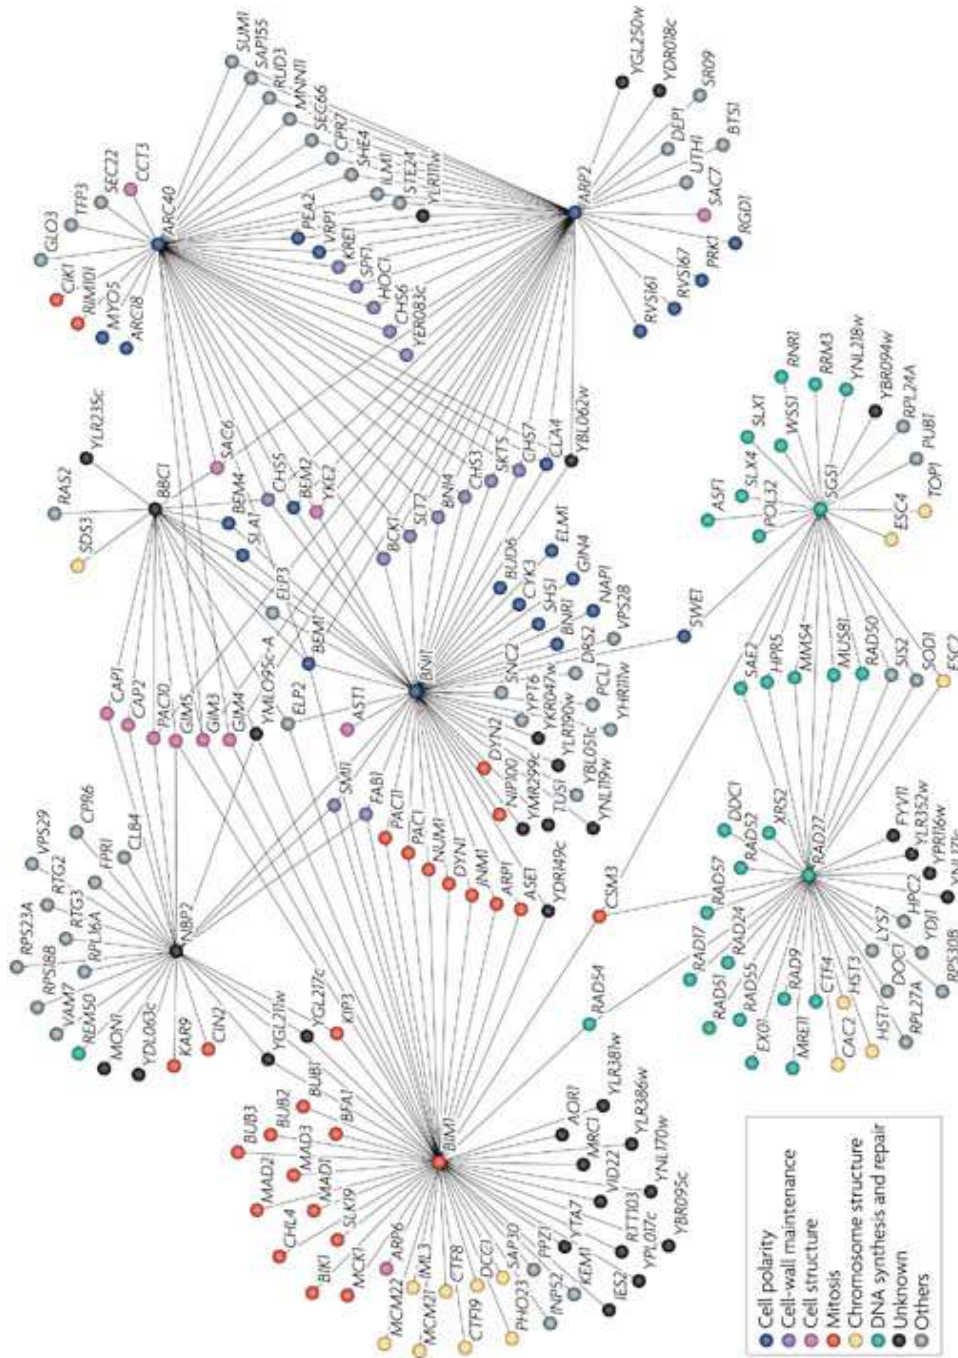 SUM1
SAP155
RUD3
MNN11
SEC66
CPR7
SHE4
ILM1
STE24
YLR111w
GLO3
TFP3
SEC22
CCT3
ARC40
CIK1
RIM101
MYO5
ARC18
PEA2
VRP1
KRE1
SPF1
HOC1
CHS6
YER083c
YGL250w
YDR018c
SRO9
DEP1
BTS1
UTH1
SAC7
RGD1
PRK1
RVS167
RVS161
ARP2
YLR235c
RAS2
SDS3
BBC1
SAC6
CHS5
BEM4
BEM2
SLA1
YKE2
ELP3
BEM1
BCK1
SLT2
BNI4
CHS3
SKT5
CHS7
CLA4
YBL062w
CAP1
CAP2
PAC10
GIM5
GIM3
GIM4
YML095c-A
ELP2
AST1
SMI1
FAB1
BNI1
BUD6
ELM1
CYK3
GIN4
SHS1
NAP1
BNR1
VPS28
DRS2
SNC2
PCL1
YPT6
YHR111w
YKR047w
YLR190w
YBL051c
YNL119w
DYN2
NIP100
YMR299c
TUS1
SWE1
PAC11
PAC1
NUM1
DYN1
JNM1
ARP1
ASE1
YDR149c
CSM3
RAD54
VPS29
CPR6
RTG2
FPR1
CLB4
RPS23A
RTG3
RPL16A
RPS18B
VAM7
REM50
MON1
YDL063c
KAR9
CIN2
NBP2
YGL211w
YGL217c
KIP3
BUB1
BUB2
BUB3
BFA1
MAD2
MAD3
MAD1
CHL4
SLK19
BIK1
MCK1
ARP6
MCM22
MCM21
IML3
CTF8
CTF19
DCC1
SAP30
PHO23
PPZ1
INP52
KEM1
YTA7
IES2
YPL017c
RTT103
YBR095c
VID22
YNL170w
MRC1
YLR386w
AOR1
YLR381w
BIM1
ASF1
SLX4
SLX1
POL32
WSS1
RNR1
RRM3
YNL218w
YBR094w
RPL24A
PUB1
TOP1
ESC4
SGS1
SAE2
HPR5
MMS4
MUS81
RAD50
SIS2
SOD1
ESC2
DDC1
RAD52
XRS2
RAD57
RAD17
RAD24
RAD51
RAD55
RAD9
EXO1
MRE11
CTF4
CAC2
HST3
HST1
RAD27
FYV11
YLR352w
YPR116w
YNL171c
HPC2
LYS7
YDJ1
DOC1
RPS30B
RPL27A
Cell polarity
Cell-wall maintenance
Cell structure
Mitosis
Chromosome structure
DNA synthesis and repair
Unknown
Others